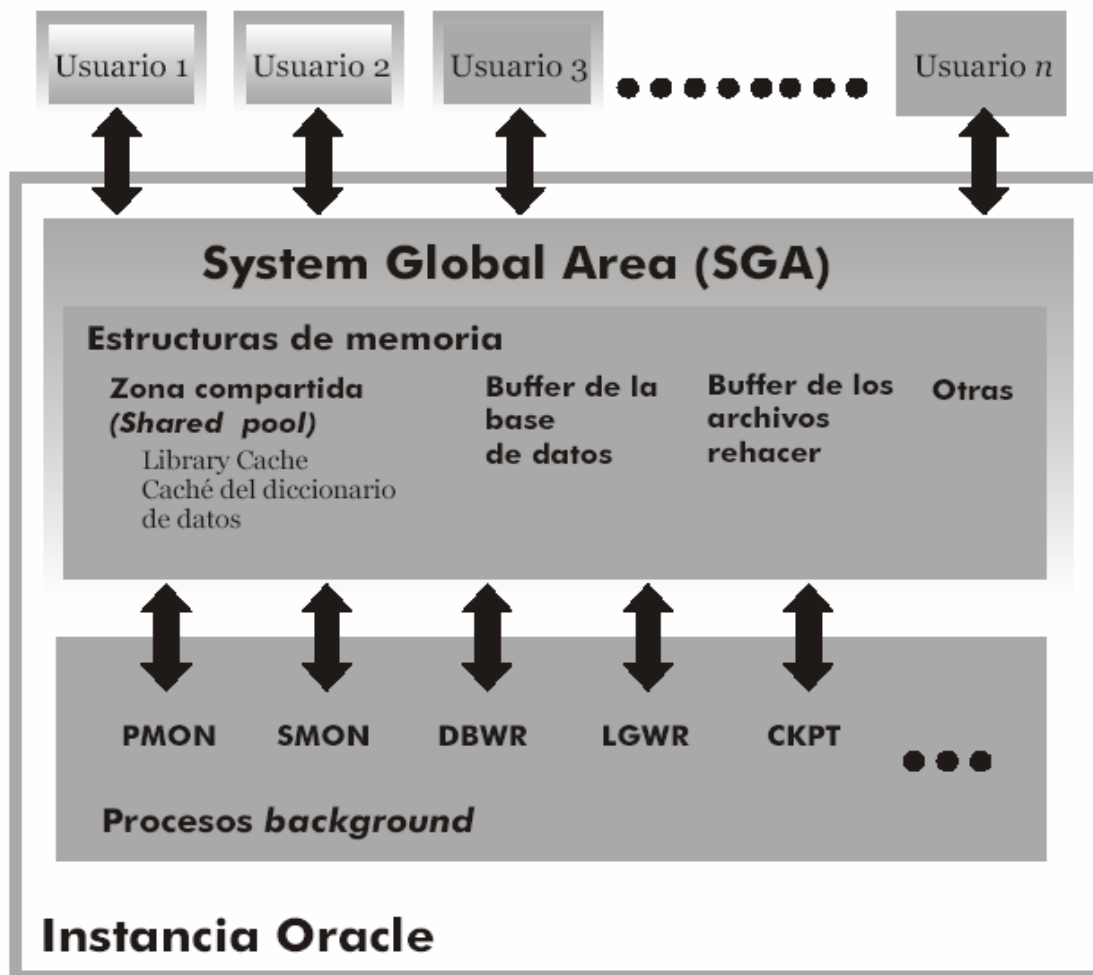 Usuario 1
Usuario 2
Usuario 3
Usuario n
System Global Area (SGA)
Estructuras de memoria
Zona compartida
(Shared pool)
Library Cache
Caché del diccionario
de datos
Buffer de la
base
de datos
Buffer de los
archivos
rehacer
Otras
PMON
SMON
DBWR
LGWR
CKPT
Procesos background
Instancia Oracle